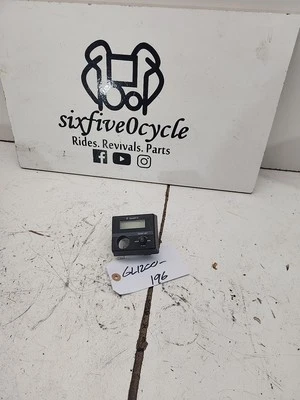 sixfive0cycle
Rides. Revivals. Parts
GL1200-
196